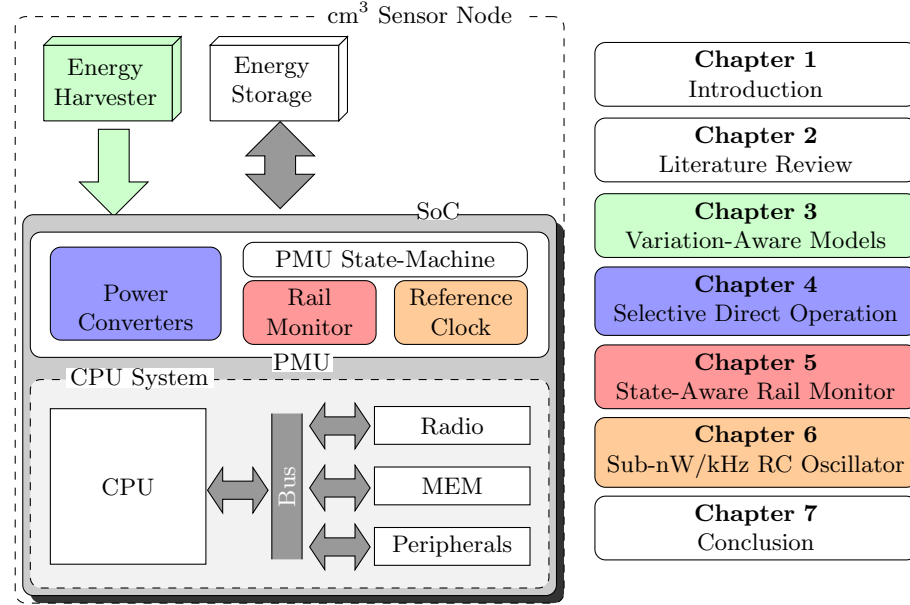 cm³ Sensor Node
Energy
Harvester
Energy
Storage
SoC
Power
Converters
PMU State-Machine
Rail
Monitor
Reference
Clock
PMU
CPU System
CPU
Bus
Radio
MEM
Peripherals
Chapter 1
Introduction
Chapter 2
Literature Review
Chapter 3
Variation-Aware Models
Chapter 4
Selective Direct Operation
Chapter 5
State-Aware Rail Monitor
Chapter 6
Sub-nW/kHz RC Oscillator
Chapter 7
Conclusion